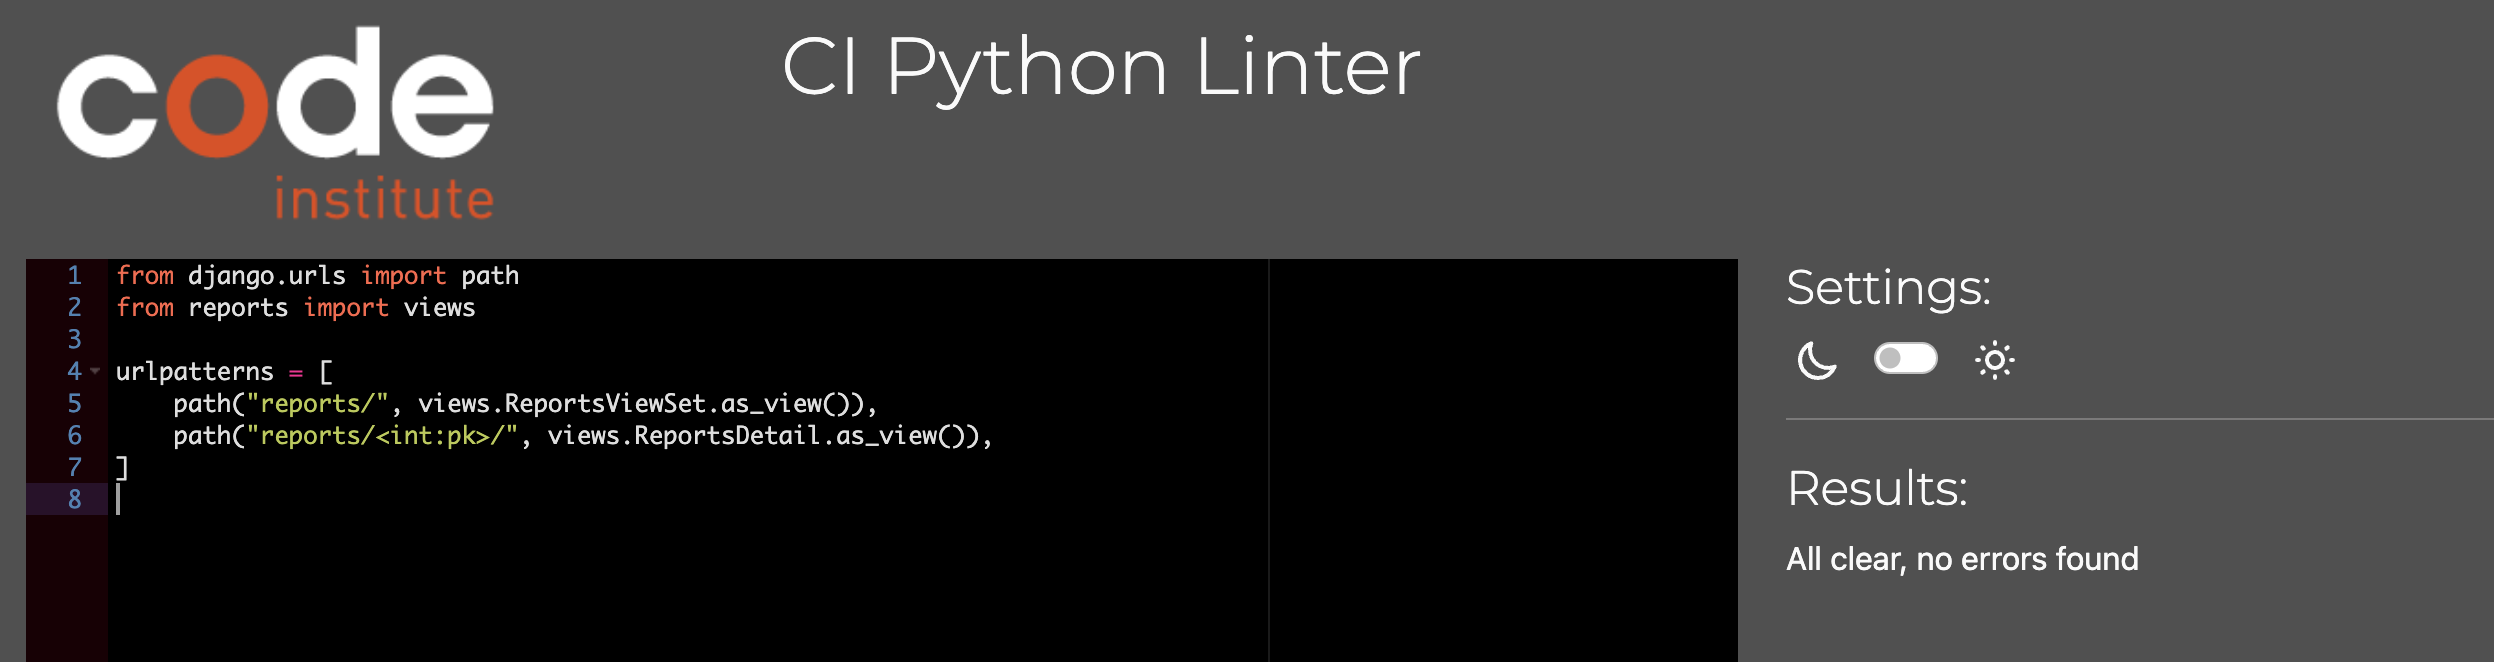 code
institute
CI Python Linter
1 from django.urls import path
2 from reports import views
3
4 urlpatterns = [
5     path("reports/", views.ReportsViewSet.as_view()),
6     path("reports/<int:pk>/", views.ReportsDetail.as_view()),
7 ]
8
Settings:
Results:
All clear, no errors found